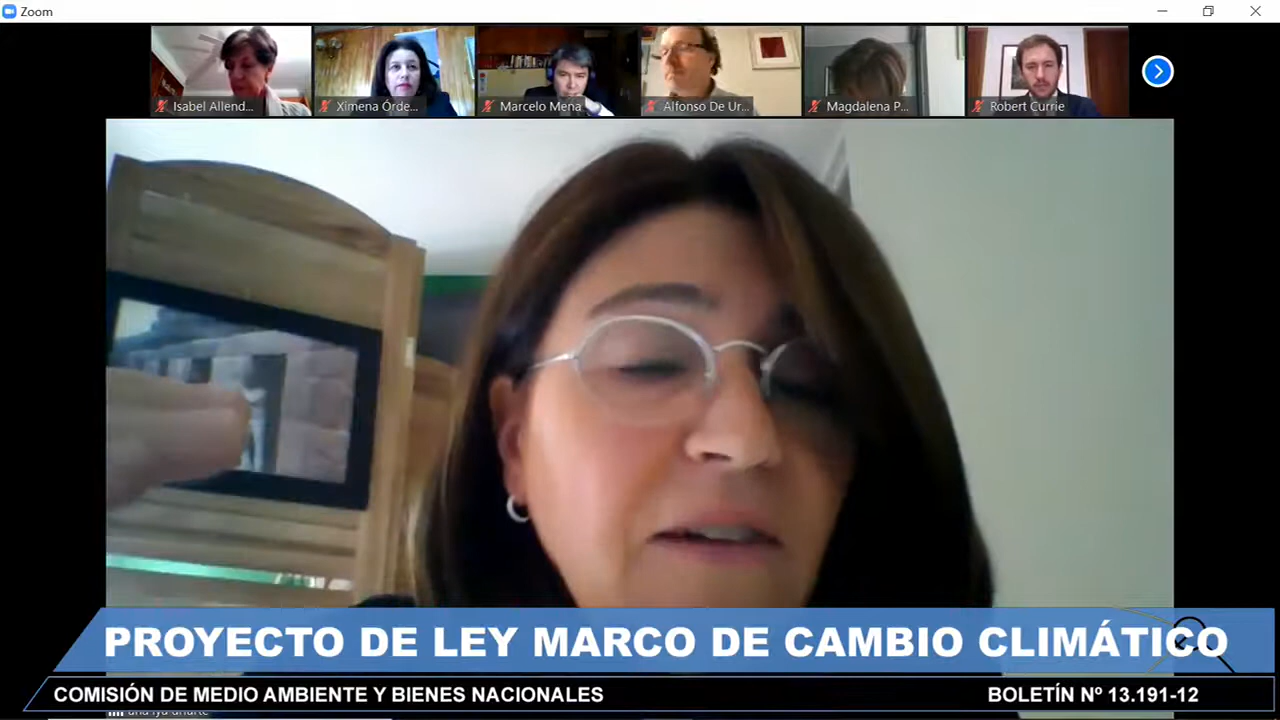 Zoom
Isabel Allend...
Ximena Órde...
Marcelo Mena
Alfonso De Ur...
Magdalena P...
Robert Currie
PROYECTO DE LEY MARCO DE CAMBIO CLIMÁTICO
COMISIÓN DE MEDIO AMBIENTE Y BIENES NACIONALES
BOLETÍN Nº 13.191-12